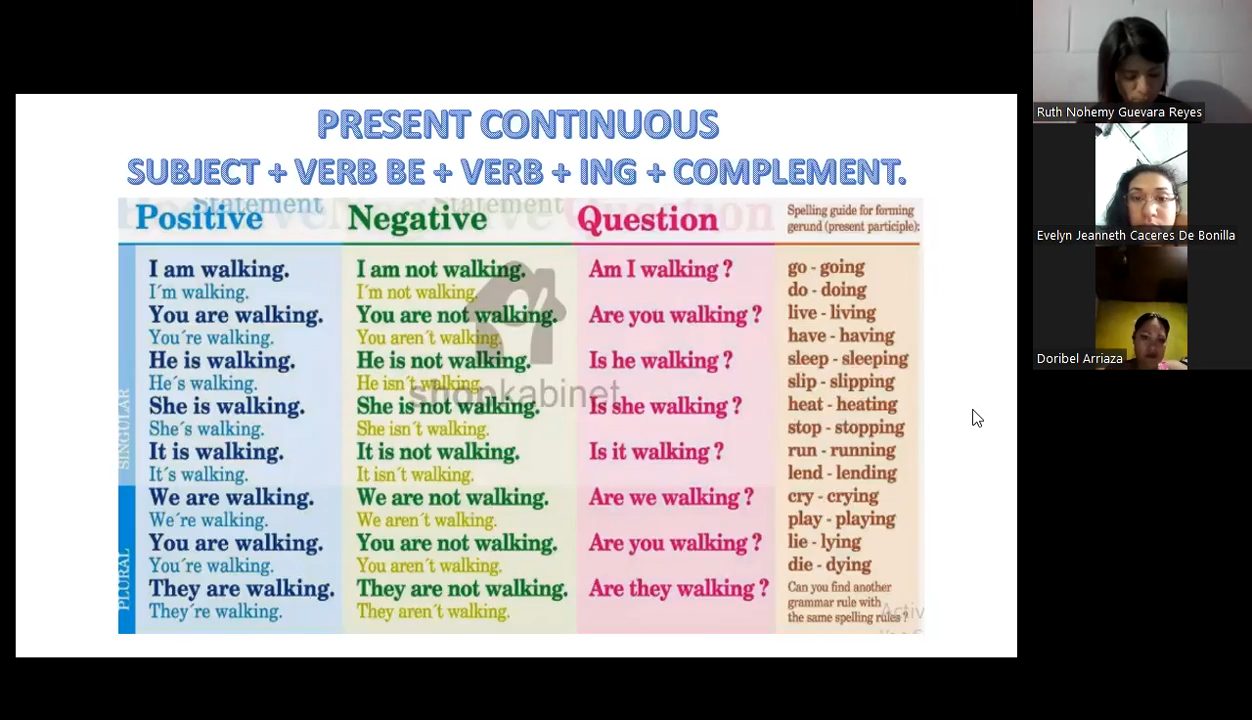 PRESENT CONTINUOUS
SUBJECT + VERB BE + VERB + ING + COMPLEMENT.
Statement
Statement
Positive
Negative
Question
Spelling guide for forming
gerund (present participle):
SINGULAR
PLURAL
I am walking.
I´m walking.
You are walking.
You´re walking.
He is walking.
He´s walking.
She is walking.
She´s walking.
It is walking.
It´s walking.
We are walking.
We´re walking.
You are walking.
You´re walking.
They are walking.
They´re walking.
I am not walking.
I´m not walking.
You are not walking.
You aren´t walking.
He is not walking.
He isn´t walking.
She is not walking.
She isn´t walking.
It is not walking.
It isn´t walking.
We are not walking.
We aren´t walking.
You are not walking.
You aren´t walking.
They are not walking.
They aren´t walking.
Am I walking ?
Are you walking ?
Is he walking ?
Is she walking ?
Is it walking ?
Are we walking ?
Are you walking ?
Are they walking ?
go - going
do - doing
live - living
have - having
sleep - sleeping
slip - slipping
heat - heating
stop - stopping
run - running
lend - lending
cry - crying
play - playing
lie - lying
die - dying
Can you find another
grammar rule with
the same spelling rules ?
shopkabinet
Ruth Nohemy Guevara Reyes
Evelyn Jeanneth Caceres De Bonilla
Doribel Arriaza